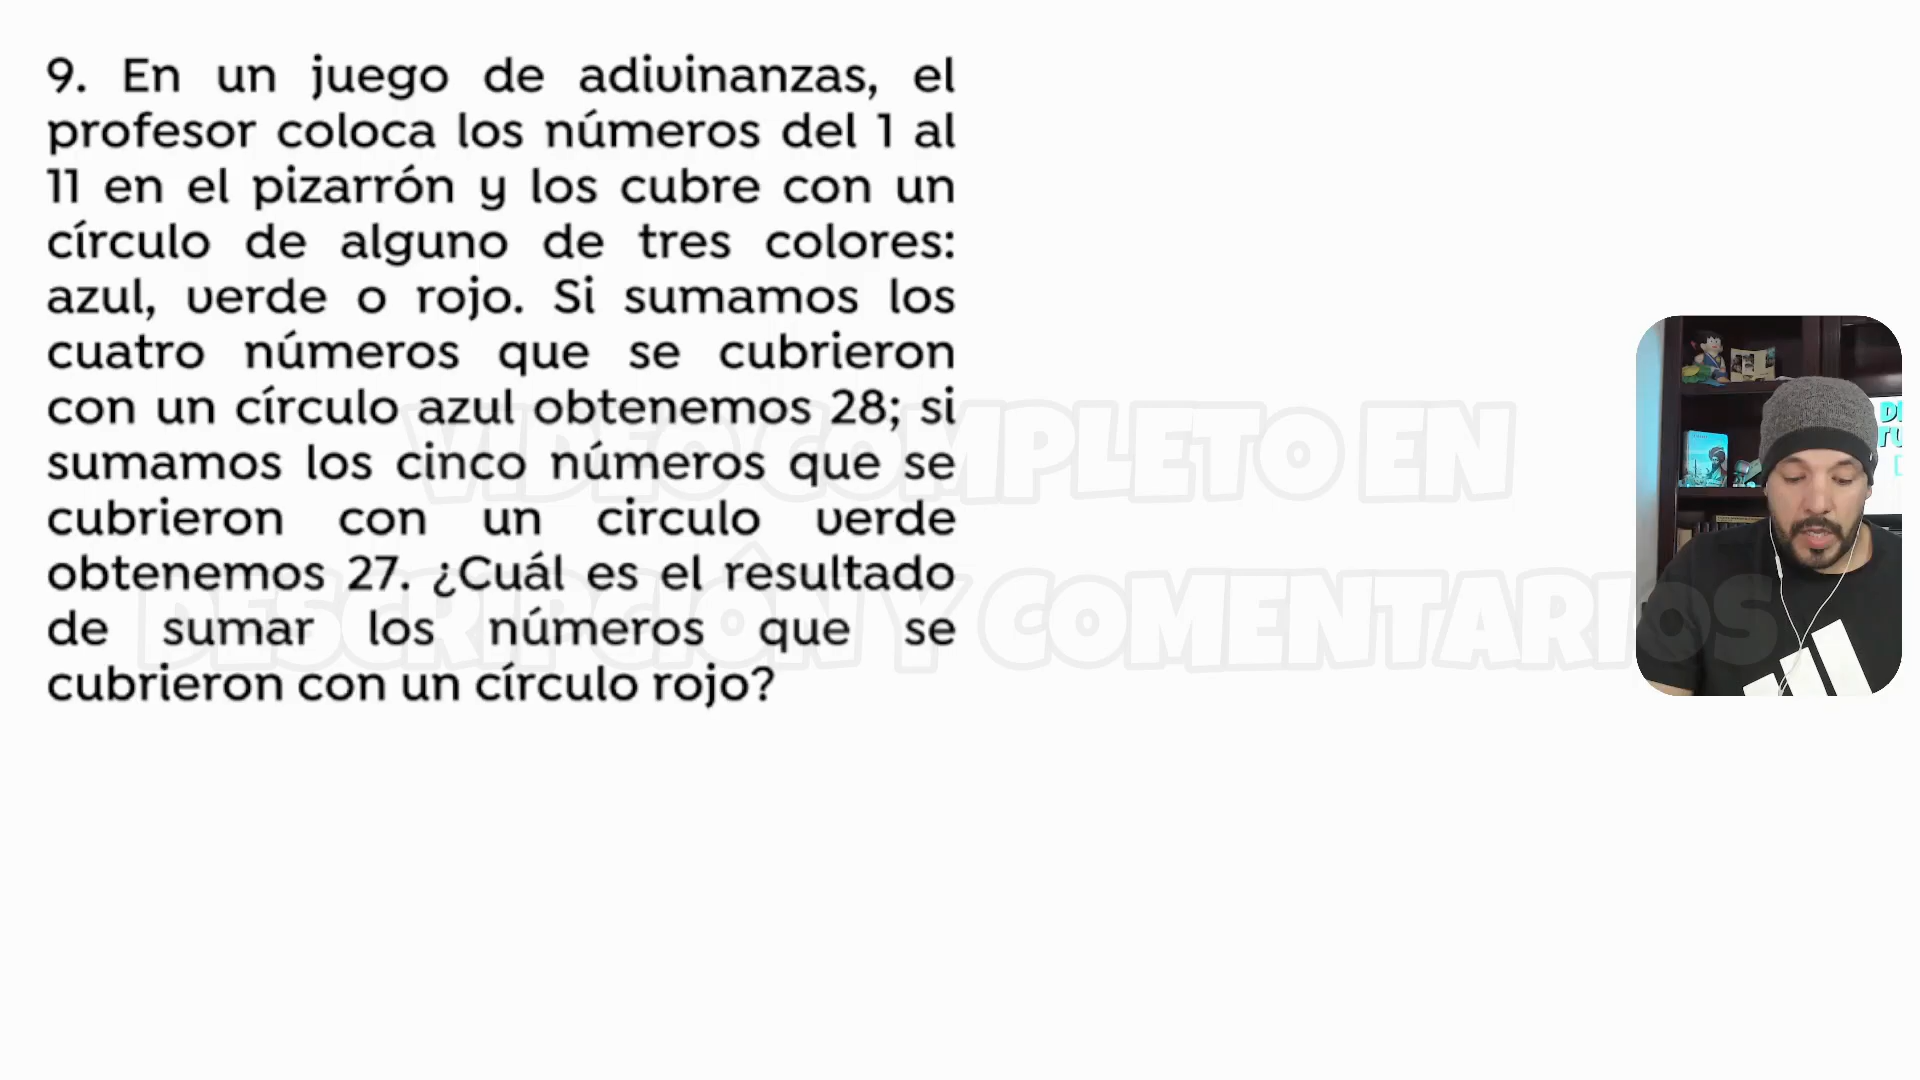 9. En un juego de adivinanzas, el
profesor coloca los números del 1 al
11 en el pizarrón y los cubre con un
círculo de alguno de tres colores:
azul, verde o rojo. Si sumamos los
cuatro números que se cubrieron
con un círculo azul obtenemos 28; si
sumamos los cinco números que se
cubrieron con un circulo verde
obtenemos 27. ¿Cuál es el resultado
de sumar los números que se
cubrieron con un círculo rojo?
VIDEO COMPLETO EN
DESCRIPCIÓN Y COMENTARIOS